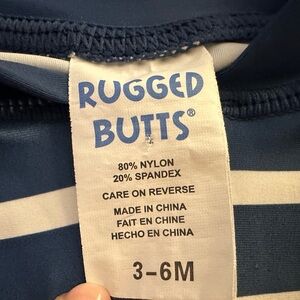 RUGGED
BUTTS®
80% NYLON
20% SPANDEX
CARE ON REVERSE
MADE IN CHINA
FAIT EN CHINE
HECHO EN CHINA
3-6M